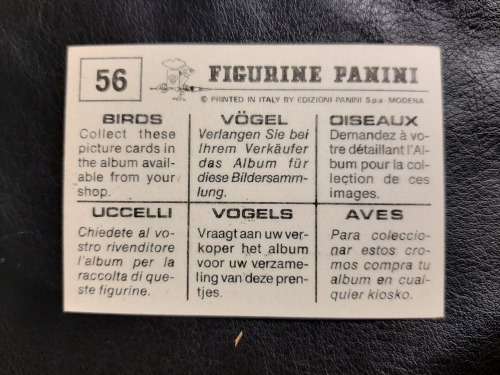 56
FIGURINE PANINI
© PRINTED IN ITALY BY EDIZIONI PANINI S.p.a. MODENA
BIRDS
Collect these
picture cards in
the album avail-
able from your
shop.
VÖGEL
Verlangen Sie bei
Ihrem Verkäufer
das Album für
diese Bildersamm-
lung.
OISEAUX
Demandez à vo-
tre détaillant l'Al-
bum pour la col-
lection de ces
images.
UCCELLI
Chiedete al vo-
stro rivenditore
l'album per la
raccolta di que-
ste figurine.
VOGELS
Vraagt aan uw ver-
koper het album
voor uw verzame-
ling van deze pren-
tjes.
AVES
Para coleccio-
nar estos cro-
mos compra tu
album en cual-
quier kiosko.